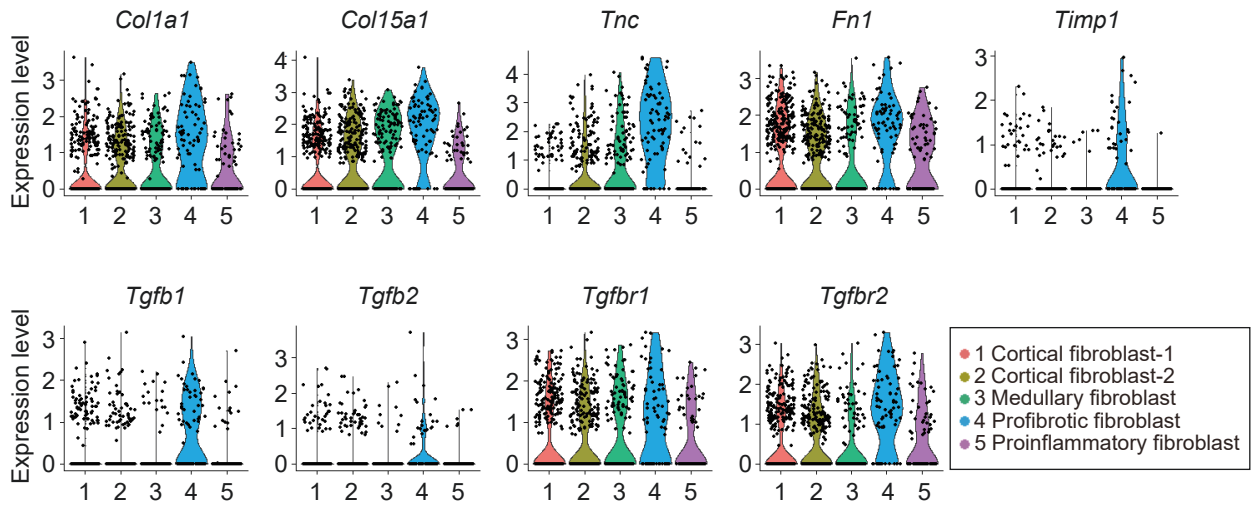 Col1a1
Col15a1
Tnc
Fn1
Timp1
Expression level
3
2
1
0
1 2 3 4 5
4
3
2
1
0
1 2 3 4 5
4
3
2
1
0
1 2 3 4 5
3
2
1
0
1 2 3 4 5
3
2
1
0
1 2 3 4 5
Tgfb1
Tgfb2
Tgfbr1
Tgfbr2
Expression level
3
2
1
0
1 2 3 4 5
3
2
1
0
1 2 3 4 5
3
2
1
0
1 2 3 4 5
3
2
1
0
1 2 3 4 5
1 Cortical fibroblast-1
2 Cortical fibroblast-2
3 Medullary fibroblast
4 Profibrotic fibroblast
5 Proinflammatory fibroblast